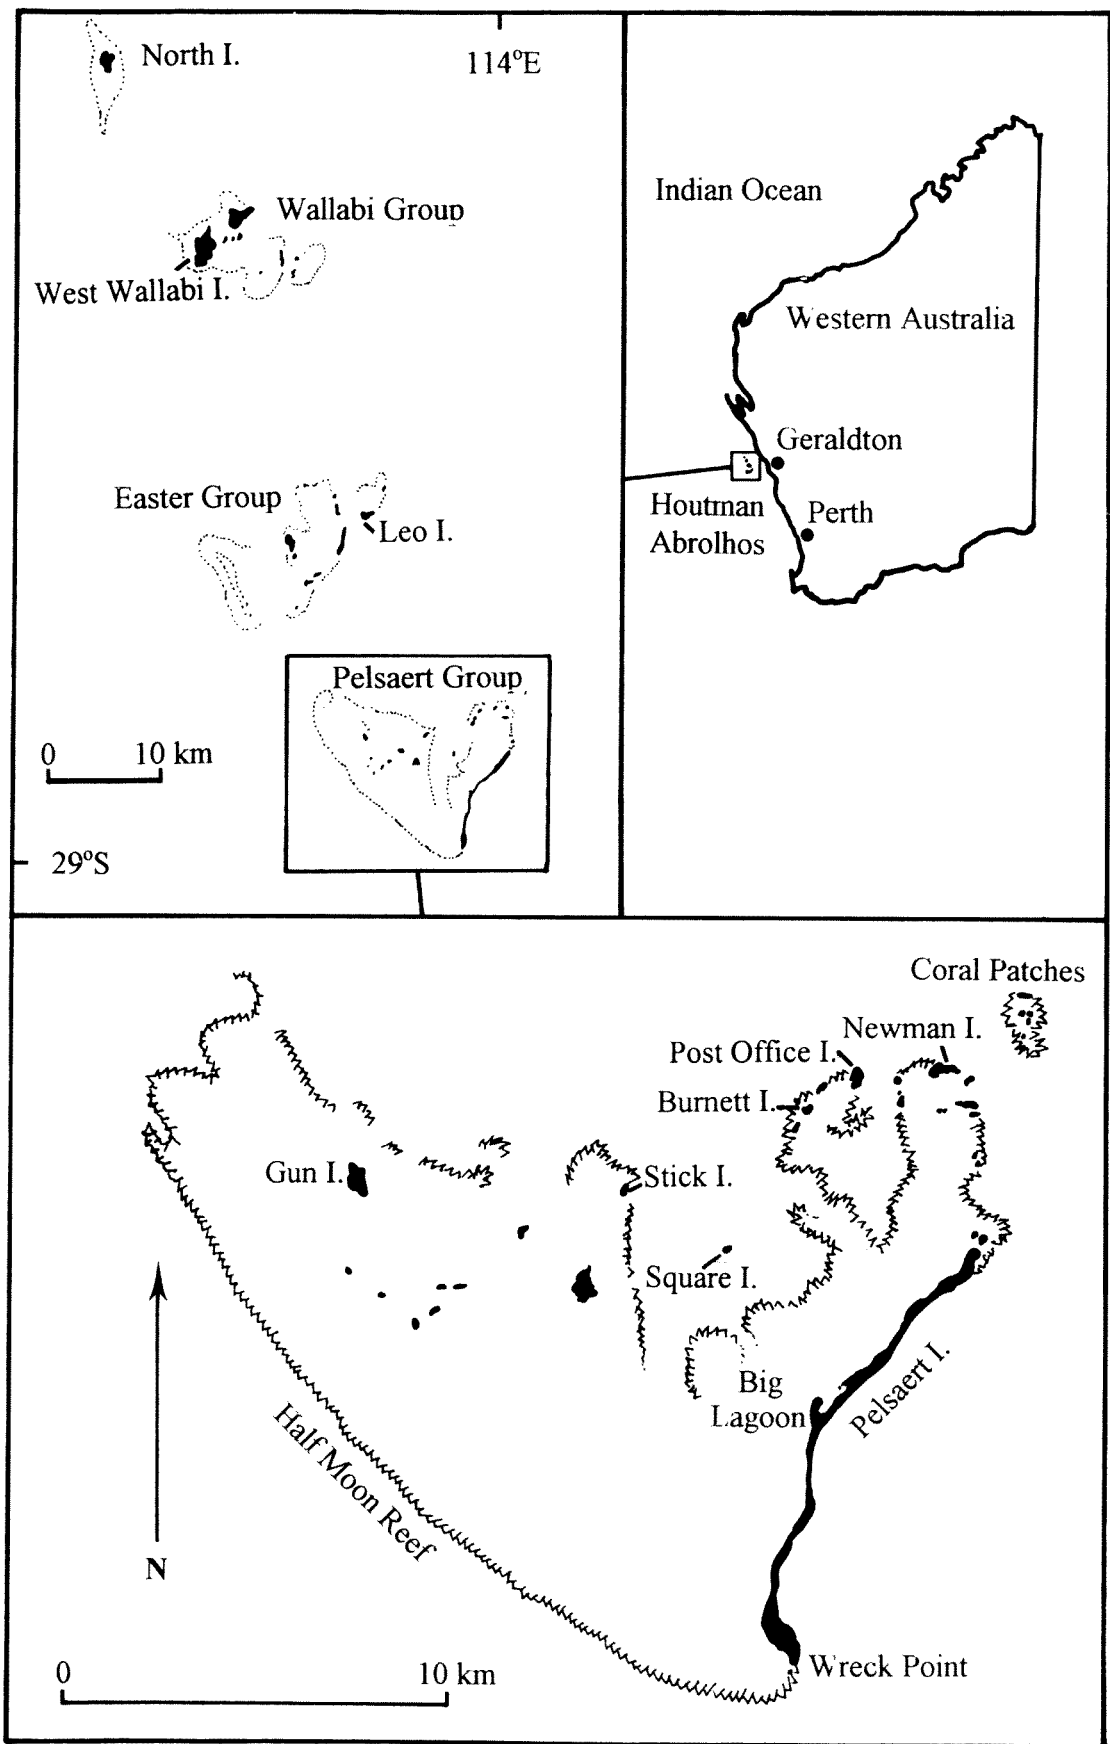 North I.
114°E
Wallabi Group
West Wallabi I.
Easter Group
Leo I.
Pelsaert Group
0 10 km
29°S
Indian Ocean
Western Australia
Geraldton
Houtman
Abrolhos
Perth
Coral Patches
Newman I.
Post Office I.
Burnett I.
Gun I.
Stick I.
Square I.
Big
Lagoon
Pelsaert I.
Half Moon Reef
N
Wreck Point
0 10 km